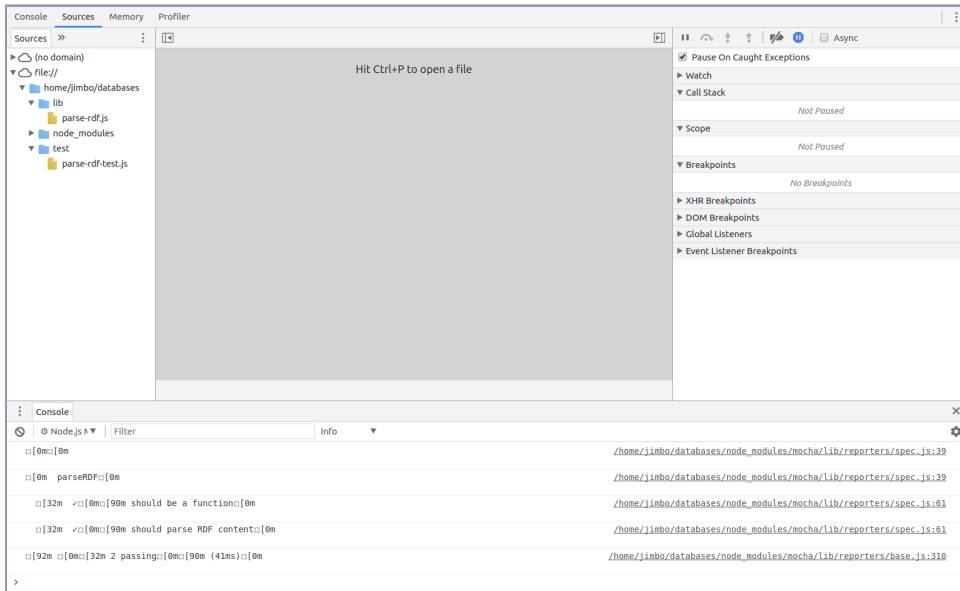 Console Sources Memory Profiler
Sources »
(no domain)
file://
home/jimbo/databases
lib
parse-rdf.js
node_modules
test
parse-rdf-test.js
Hit Ctrl+P to open a file
Async
Pause On Caught Exceptions
Watch
Call Stack
Not Paused
Scope
Not Paused
Breakpoints
No Breakpoints
XHR Breakpoints
DOM Breakpoints
Global Listeners
Event Listener Breakpoints
Console
Node.js Filter Info
□[0m□[0m /home/jimbo/databases/node_modules/mocha/lib/reporters/spec.js:39
□[0m parseRDF□[0m /home/jimbo/databases/node_modules/mocha/lib/reporters/spec.js:39
□[32m ✓□[0m□[90m should be a function□[0m /home/jimbo/databases/node_modules/mocha/lib/reporters/spec.js:61
□[32m ✓□[0m□[90m should parse RDF content□[0m /home/jimbo/databases/node_modules/mocha/lib/reporters/spec.js:61
□[92m □[0m□[32m 2 passing□[0m□[90m (41ms)□[0m /home/jimbo/databases/node_modules/mocha/lib/reporters/base.js:310
>